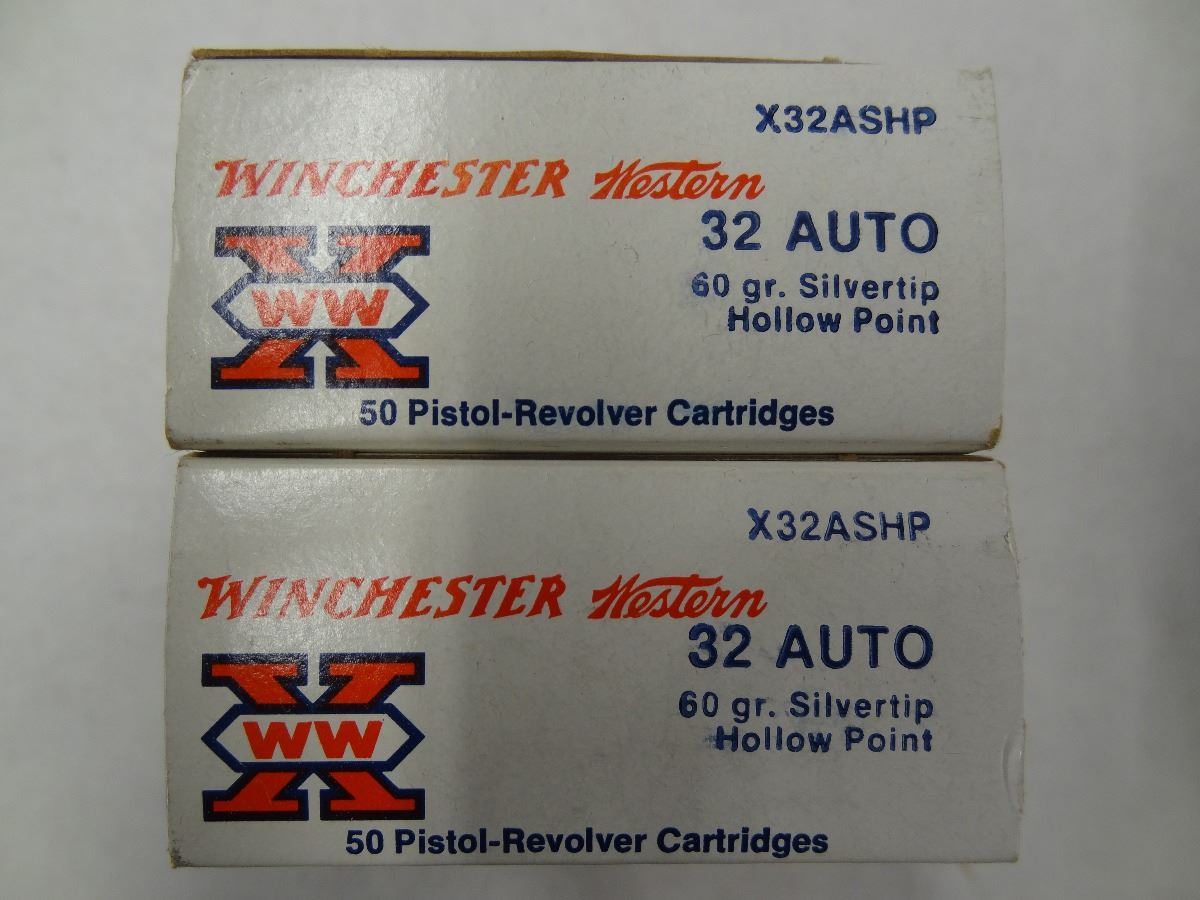 X32ASHP
WINCHESTER Western
32 AUTO
60 gr. Silvertip
Hollow Point
WW
50 Pistol-Revolver Cartridges
X32ASHP
WINCHESTER Western
32 AUTO
60 gr. Silvertip
Hollow Point
WW
50 Pistol-Revolver Cartridges